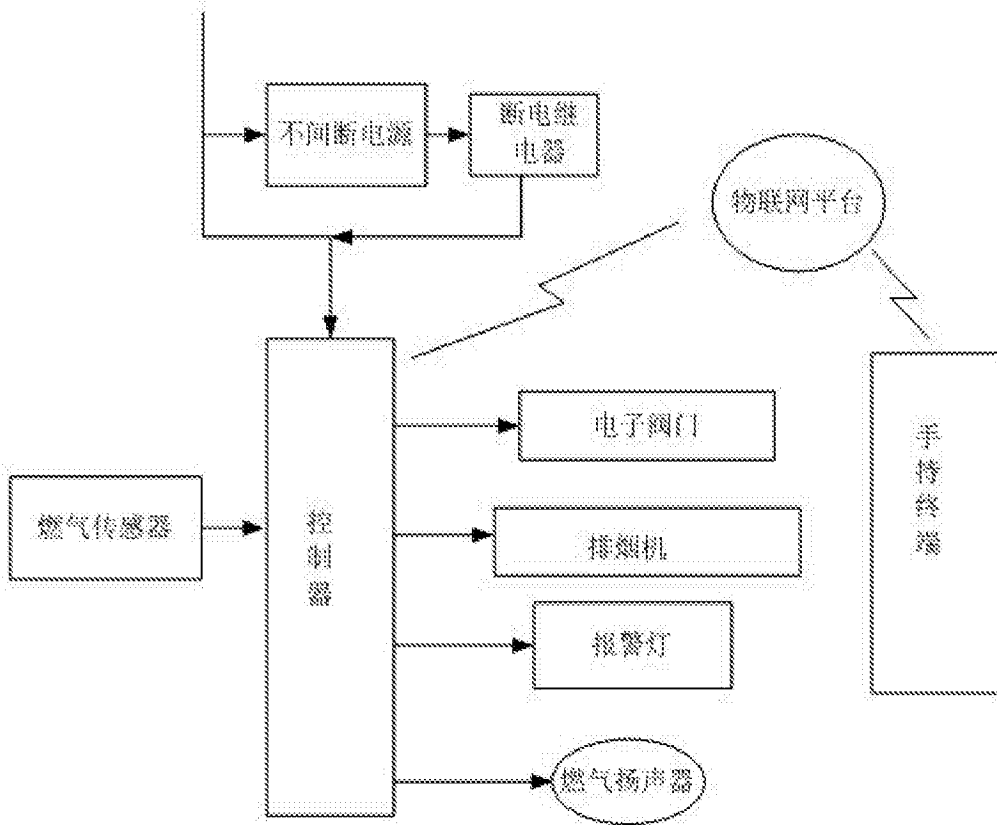 不间断电源
断电继
电器
物联网平台
电子阀门
手持终端
燃气传感器
控制器
排烟机
报警灯
燃气扬声器